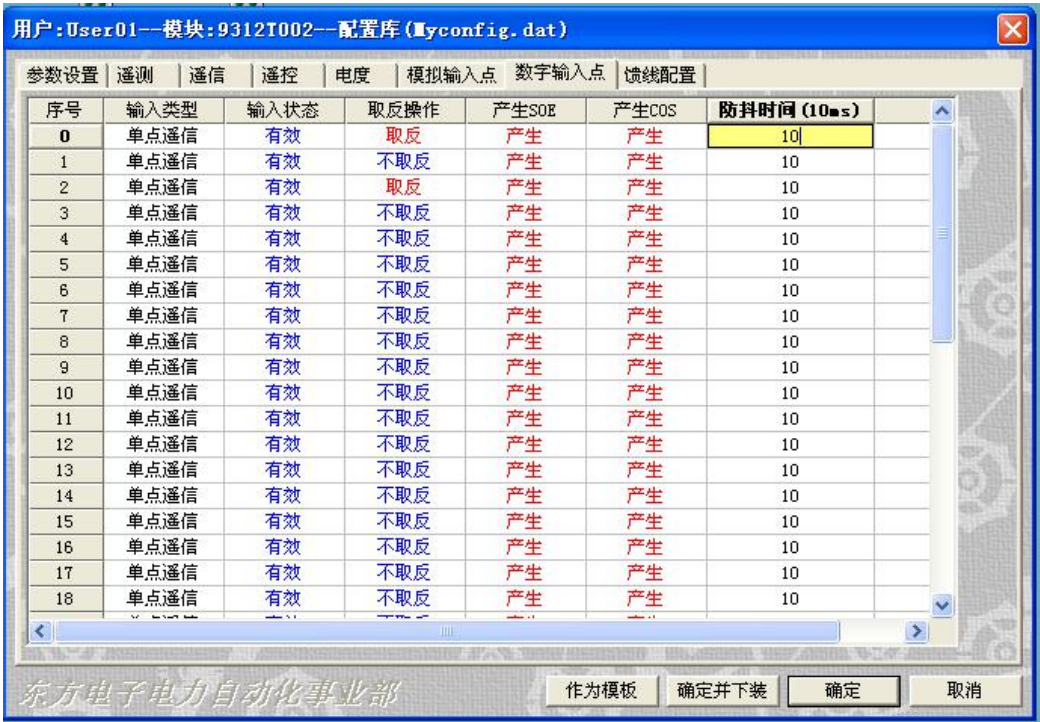 用户:User01--模块:9312T002--配置库(Myconfig.dat)
参数设置 遥测 遥信 遥控 电度 模拟输入点 数字输入点 馈线配置
序号 输入类型 输入状态 取反操作 产生SOE 产生COS 防抖时间(10ms)
0 单点遥信 有效 取反 产生 产生 10
1 单点遥信 有效 不取反 产生 产生 10
2 单点遥信 有效 取反 产生 产生 10
3 单点遥信 有效 不取反 产生 产生 10
4 单点遥信 有效 不取反 产生 产生 10
5 单点遥信 有效 不取反 产生 产生 10
6 单点遥信 有效 不取反 产生 产生 10
7 单点遥信 有效 不取反 产生 产生 10
8 单点遥信 有效 不取反 产生 产生 10
9 单点遥信 有效 不取反 产生 产生 10
10 单点遥信 有效 不取反 产生 产生 10
11 单点遥信 有效 不取反 产生 产生 10
12 单点遥信 有效 不取反 产生 产生 10
13 单点遥信 有效 不取反 产生 产生 10
14 单点遥信 有效 不取反 产生 产生 10
15 单点遥信 有效 不取反 产生 产生 10
16 单点遥信 有效 不取反 产生 产生 10
17 单点遥信 有效 不取反 产生 产生 10
18 单点遥信 有效 不取反 产生 产生 10
东方电子电力自动化事业部 作为模板 确定并下装 确定 取消